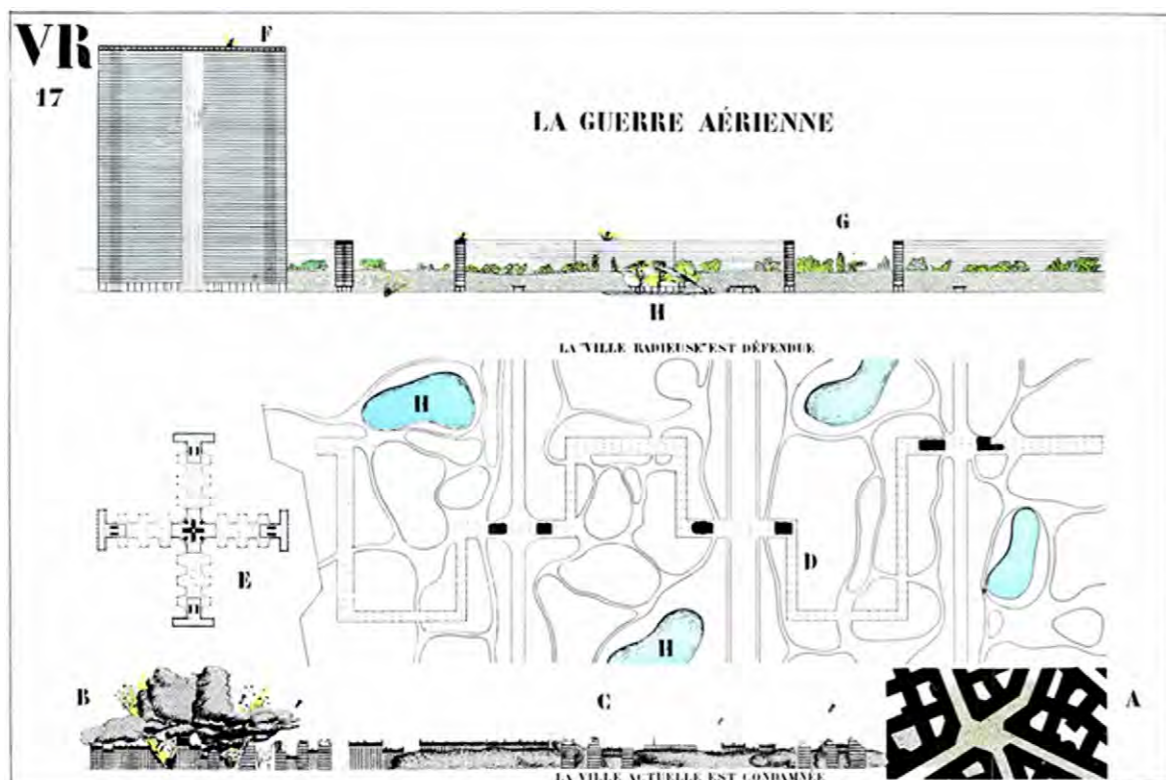 VR
17
F
LA GUERRE AÉRIENNE
G
H
LA "VILLE RADIEUSE" EST DÉFENDUE
H
D
E
H
B
C
A
LA VILLE ACTUELLE EST CONDAMNÉE